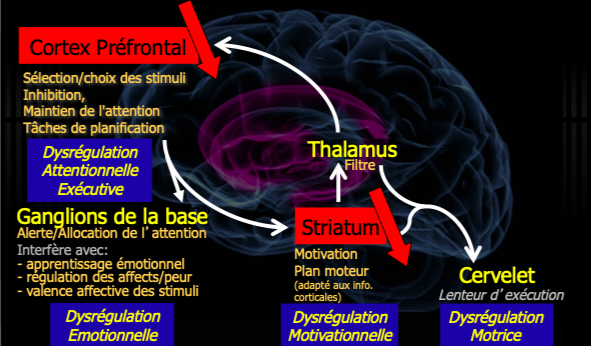 Cortex Préfrontal
Sélection/choix des stimuli
Inhibition,
Maintien de l'attention
Tâches de planification
Dysrégulation
Attentionnelle
Exécutive
Thalamus
Filtre
Ganglions de la base
Alerte/Allocation de l’attention
Interfère avec:
- apprentissage émotionnel
- régulation des affects/peur
- valence affective des stimuli
Dysrégulation
Emotionnelle
Striatum
Motivation
Plan moteur
(adapté aux info.
corticales)
Dysrégulation
Motivationnelle
Cervelet
Lenteur d’exécution
Dysrégulation
Motrice